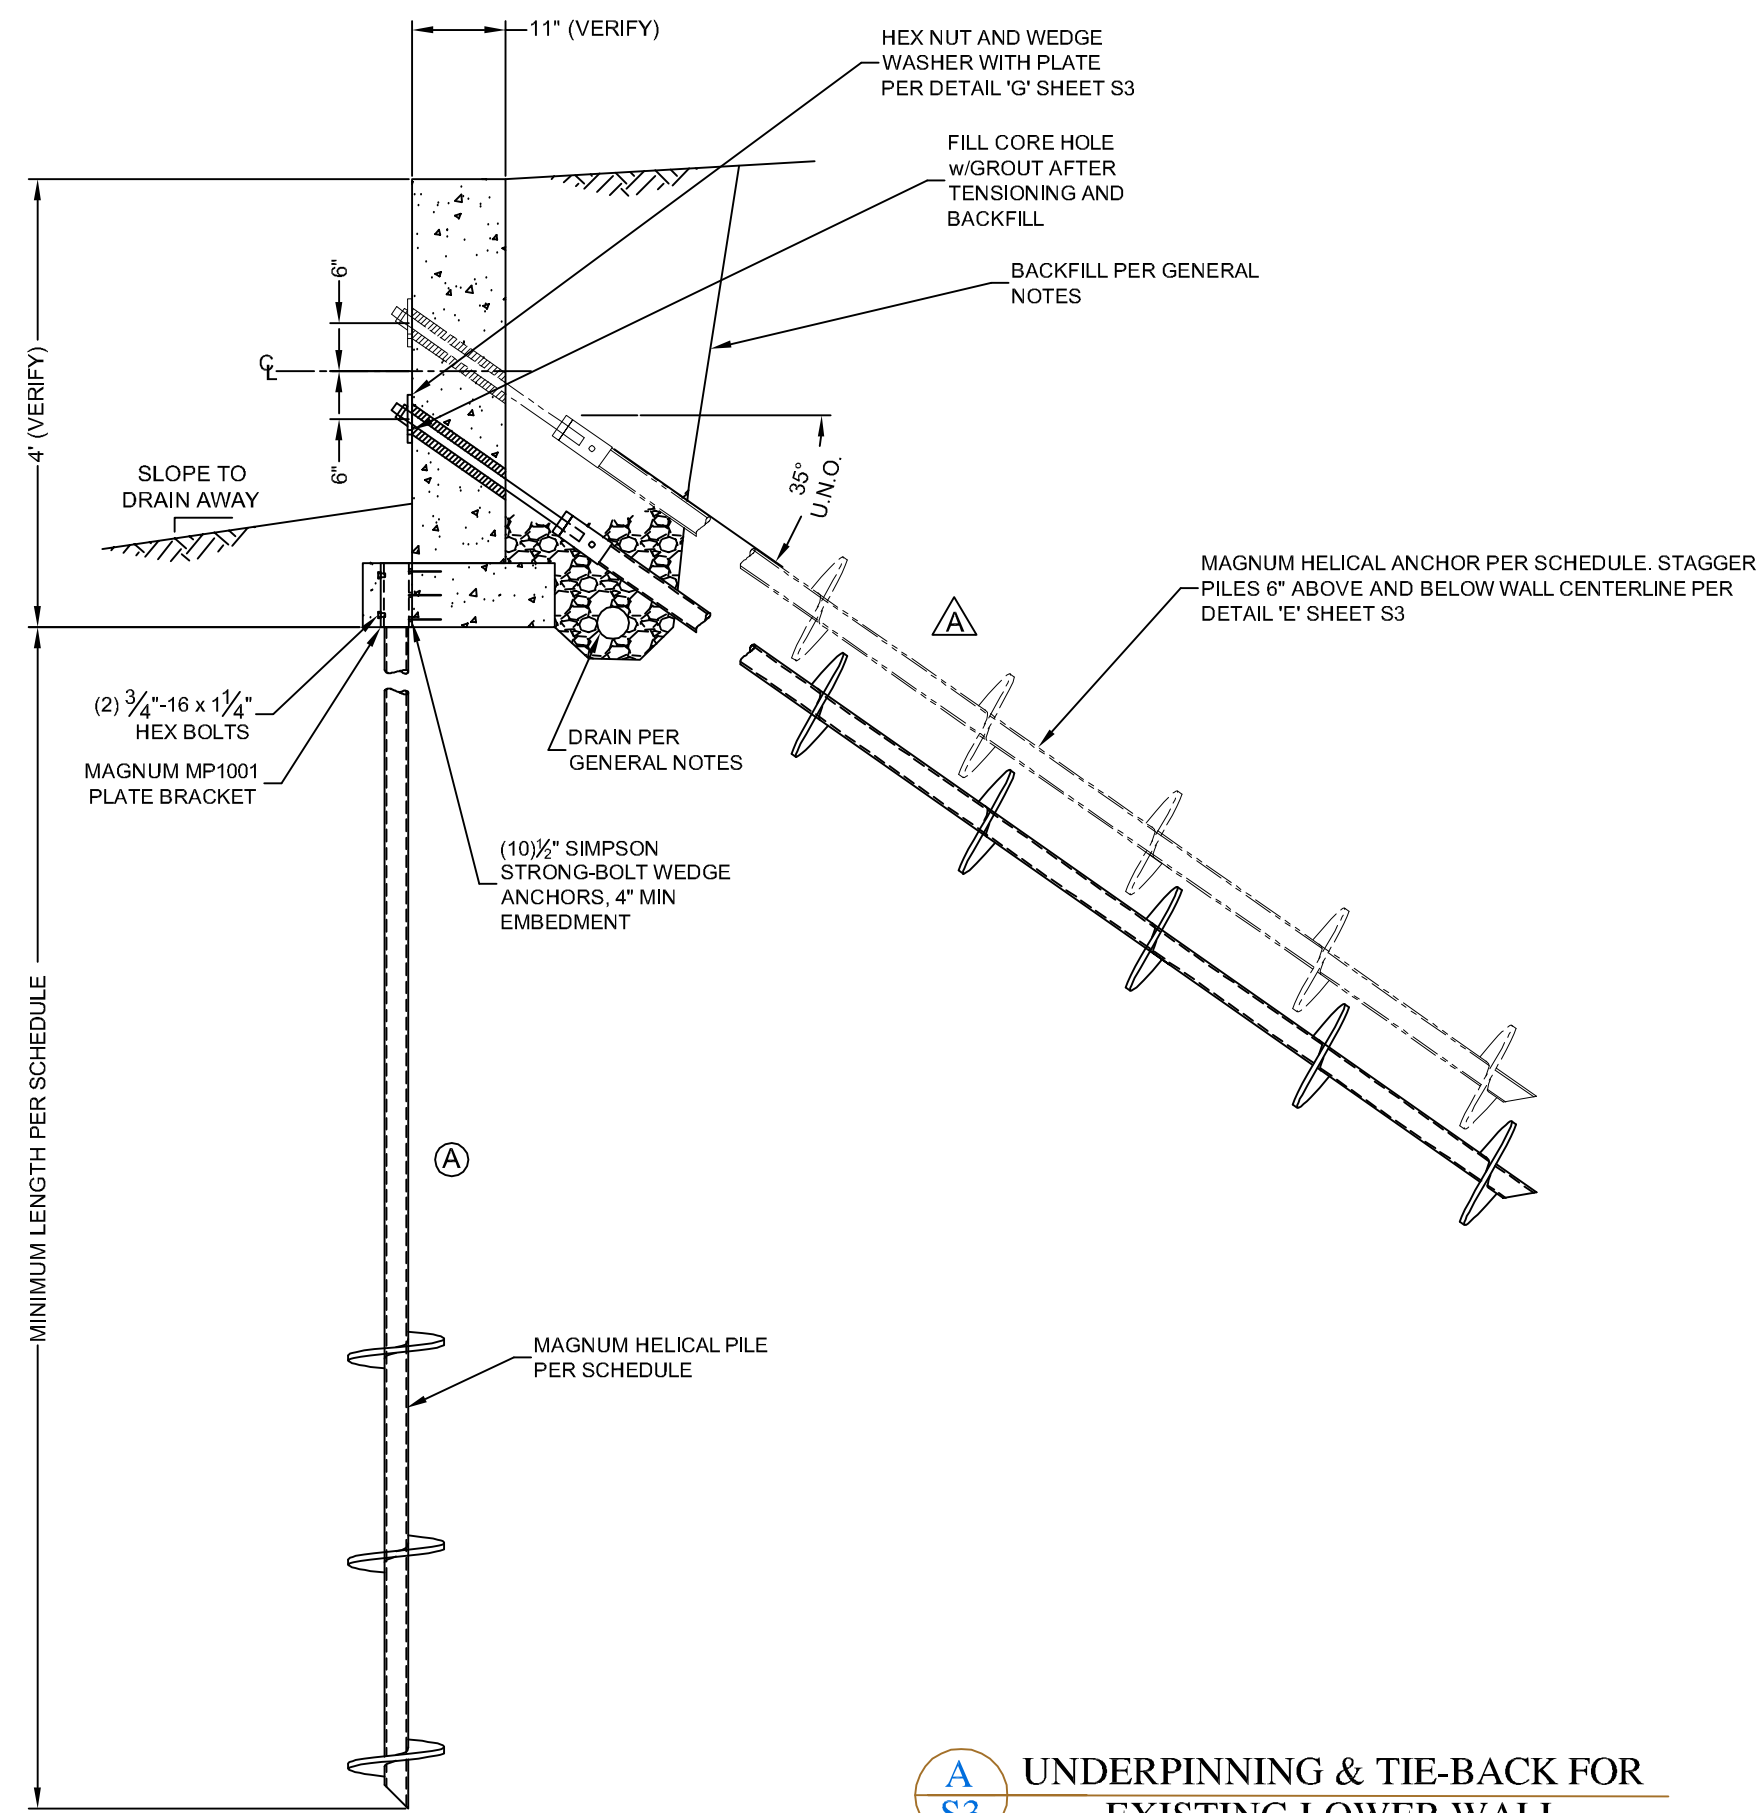 11" (VERIFY)
HEX NUT AND WEDGE
WASHER WITH PLATE
PER DETAIL 'G' SHEET S3
FILL CORE HOLE
w/GROUT AFTER
TENSIONING AND
BACKFILL
BACKFILL PER GENERAL
NOTES
6"
CL
6"
4' (VERIFY)
SLOPE TO
DRAIN AWAY
35°
U.N.O.
MAGNUM HELICAL ANCHOR PER SCHEDULE. STAGGER
PILES 6" ABOVE AND BELOW WALL CENTERLINE PER
DETAIL 'E' SHEET S3
A
(2) 3/4"-16 x 1 1/4"
HEX BOLTS
MAGNUM MP1001
PLATE BRACKET
DRAIN PER
GENERAL NOTES
(10) 1/2" SIMPSON
STRONG-BOLT WEDGE
ANCHORS, 4" MIN
EMBEDMENT
MINIMUM LENGTH PER SCHEDULE
A
MAGNUM HELICAL PILE
PER SCHEDULE
A
S3
UNDERPINNING & TIE-BACK FOR
EXISTING LOWER WALL